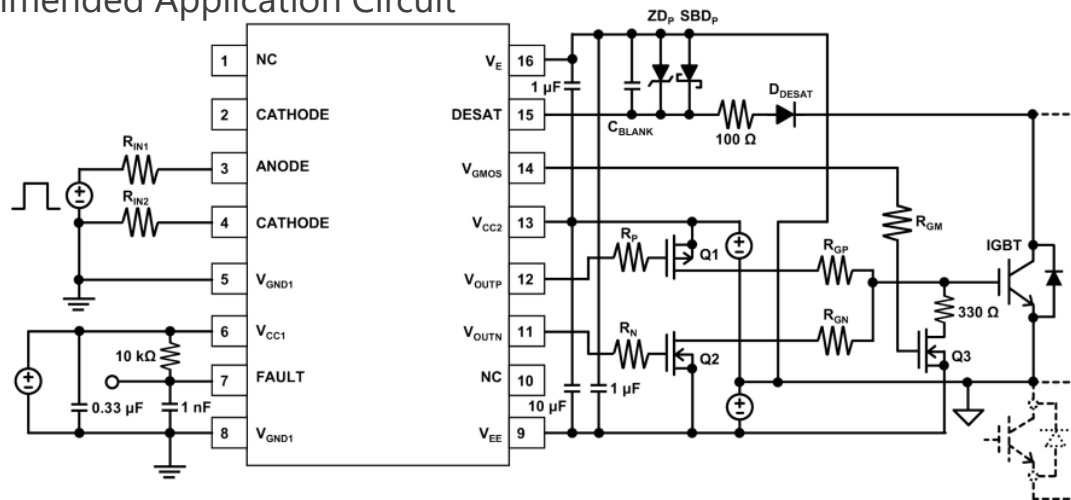 mended Application Circuit
ZDP SBDP
1 NC
VE 16
1 µF
DDESAT
2 CATHODE
DESAT 15
CBLANK
100 Ω
RIN1
3 ANODE
VGMOS 14
RIN2
4 CATHODE
VCC2 13
RGM
RP
Q1
RGP
IGBT
5 VGND1
VOUTP 12
330 Ω
6 VCC1
VOUTN 11
RN
RGN
10 kΩ
Q2
Q3
7 FAULT
NC 10
0.33 µF
1 nF
10 µF
1 µF
8 VGND1
VEE 9